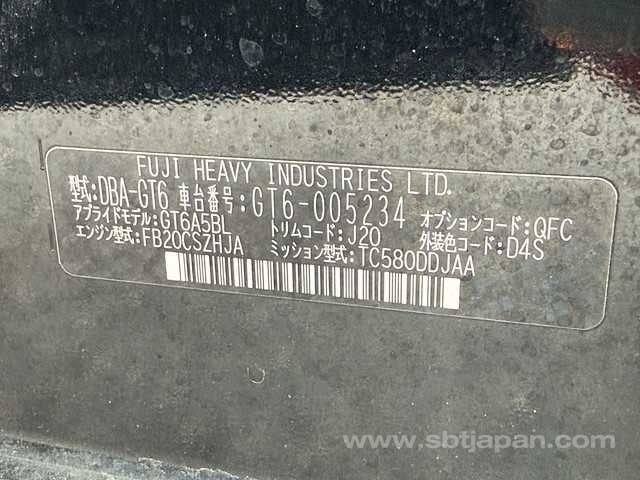 FUJI HEAVY INDUSTRIES LTD.
型式:DBA-GT6 車台番号:GT6-005234 オプションコード:QFC
アプライドモデル:GT6A5BL トリムコード:J20 外装色コード:D4S
エンジン型式:FB20CSZHJA ミッション型式:TC580DDJAA
www.sbtjapan.com